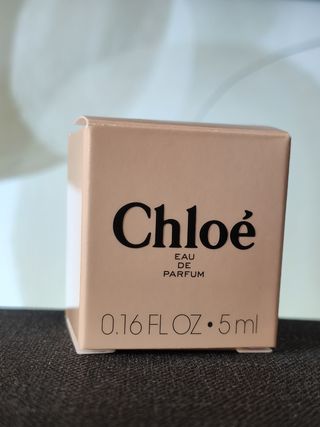 Chloé
EAU
DE
PARFUM
0.16 FL OZ • 5 ml